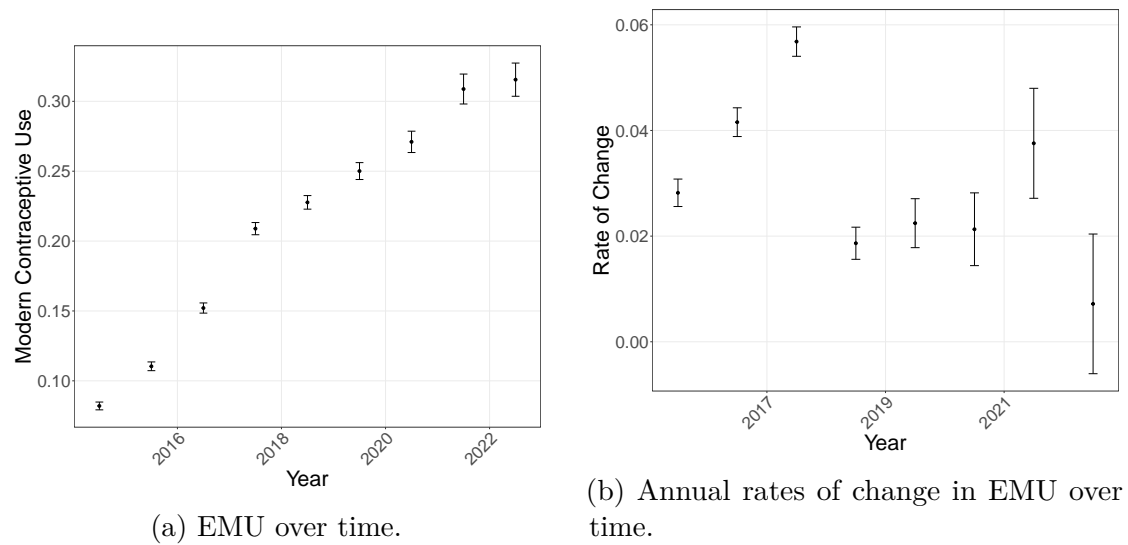 0.30
0.25
0.20
0.15
0.10
Modern Contraceptive Use
2016
2018
2020
2022
Year
(a) EMU over time.
0.06
0.04
0.02
0.00
Rate of Change
2017
2019
2021
Year
(b) Annual rates of change in EMU over
time.